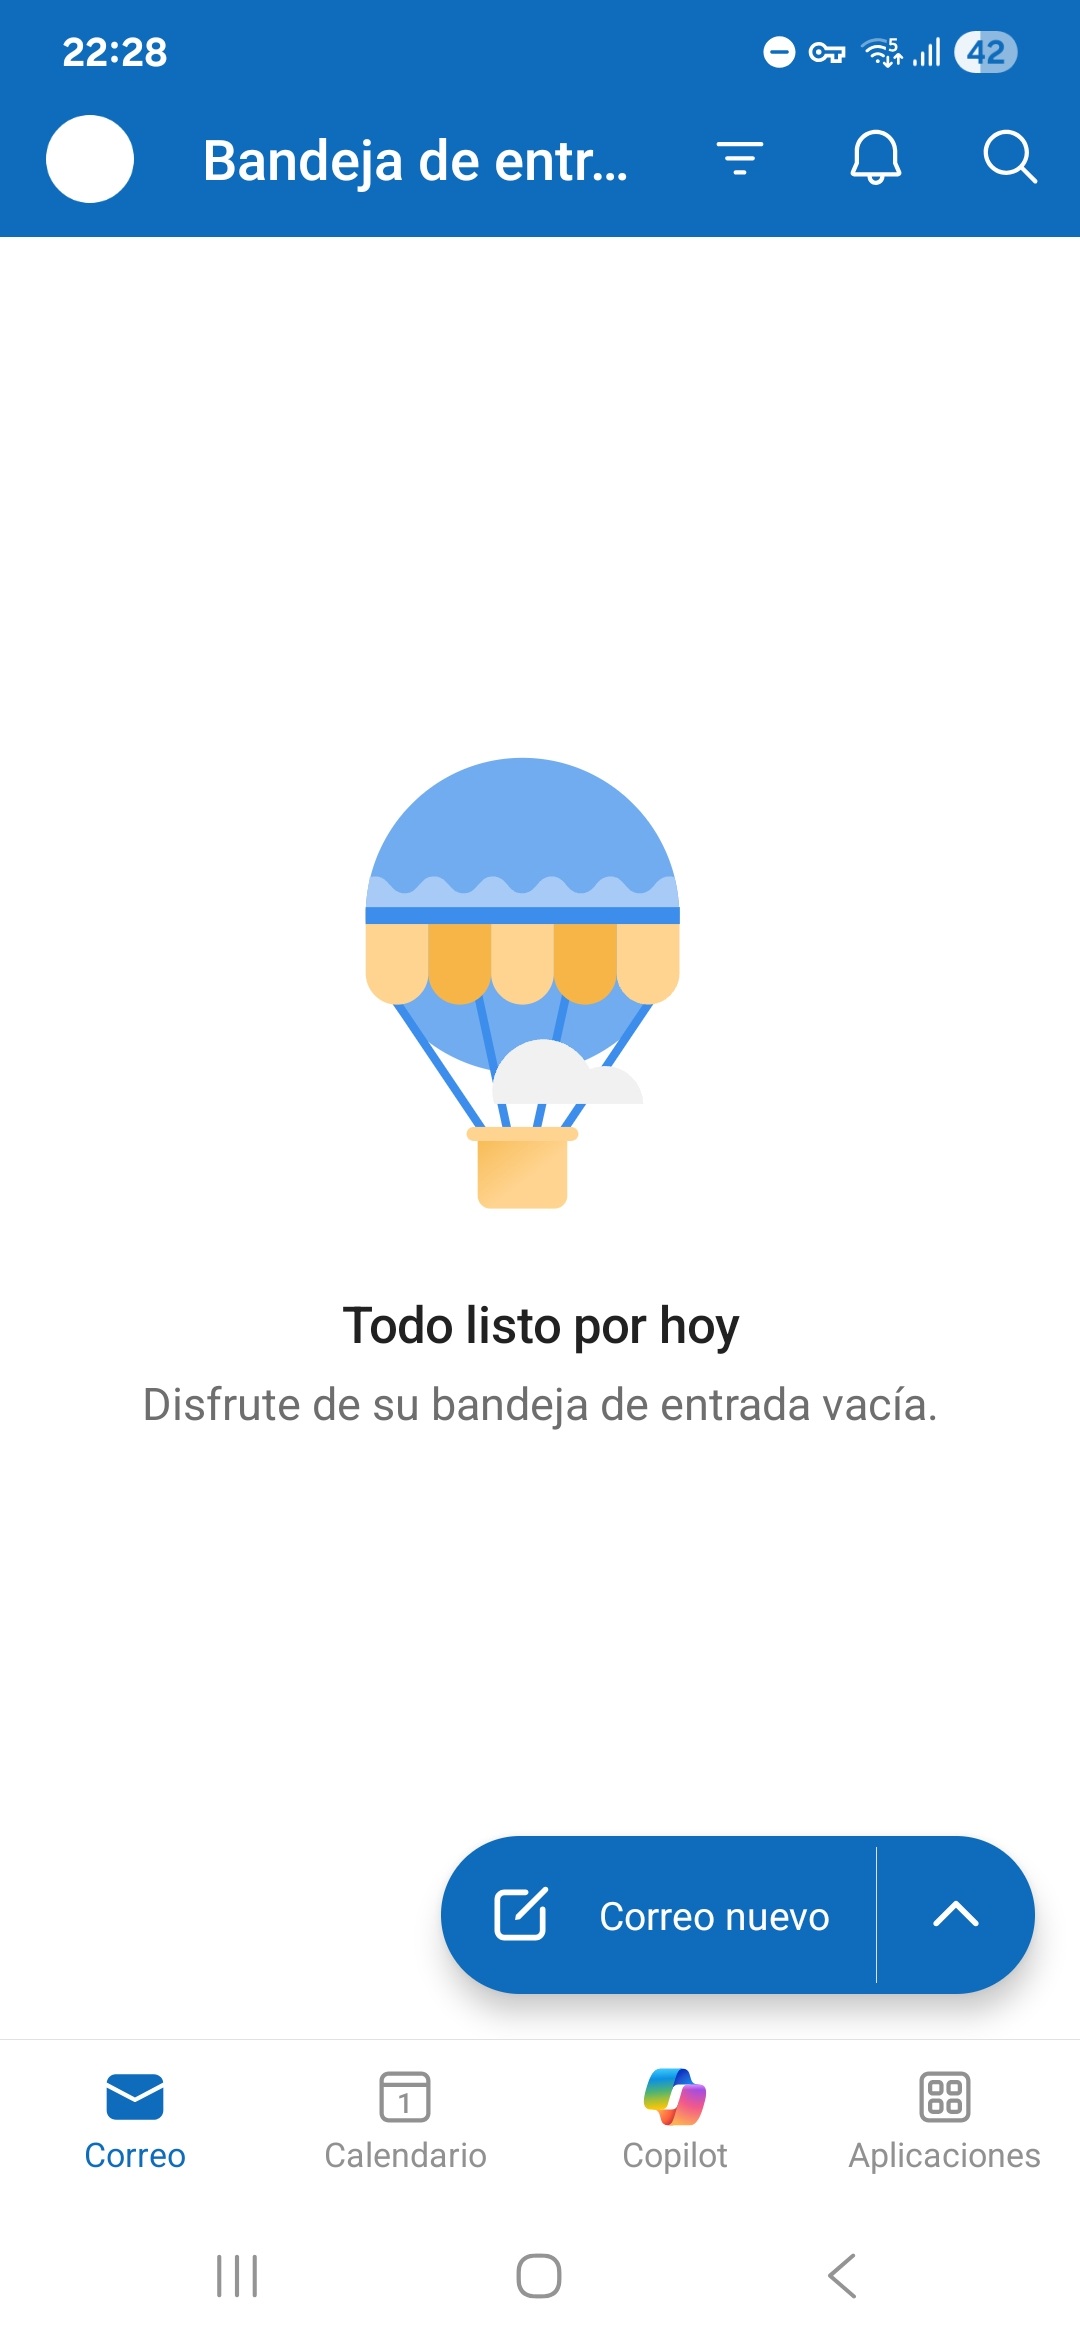 22:28
5
42
Bandeja de entr...
Todo listo por hoy
Disfrute de su bandeja de entrada vacía.
Correo nuevo
1
Correo
Calendario
Copilot
Aplicaciones